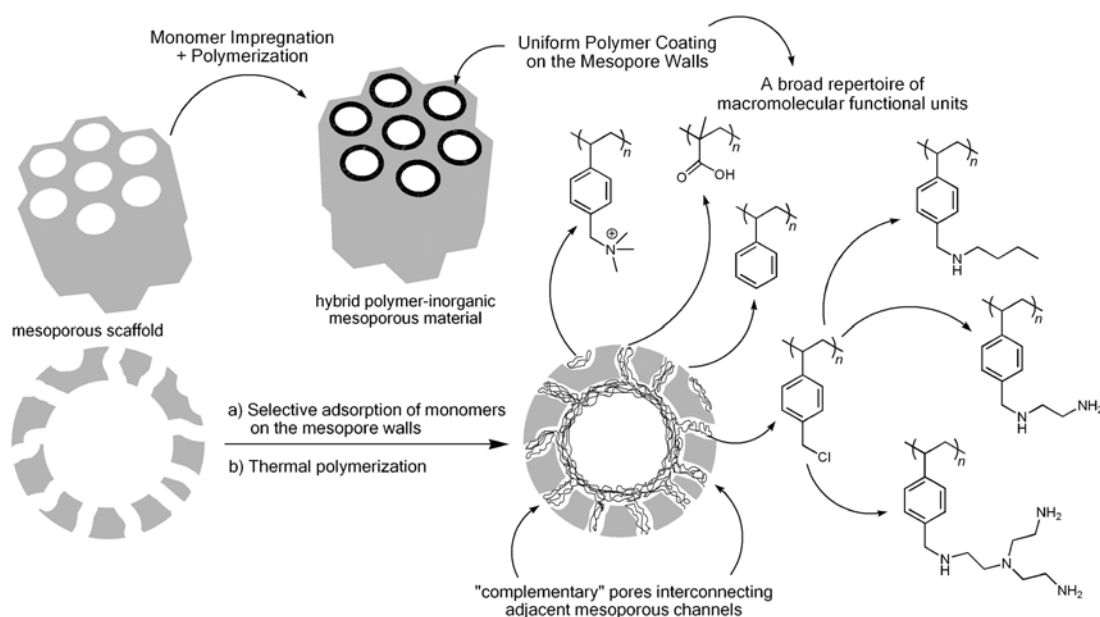 Monomer Impregnation
+ Polymerization
Uniform Polymer Coating
on the Mesopore Walls
A broad repertoire of
macromolecular functional units
mesoporous scaffold
hybrid polymer-inorganic
mesoporous material
n
N
⊕
n
O
OH
n
n
N
H
n
Cl
n
N
H
NH2
n
N
H
N
NH2
NH2
a) Selective adsorption of monomers
on the mesopore walls
b) Thermal polymerization
"complementary" pores interconnecting
adjacent mesoporous channels